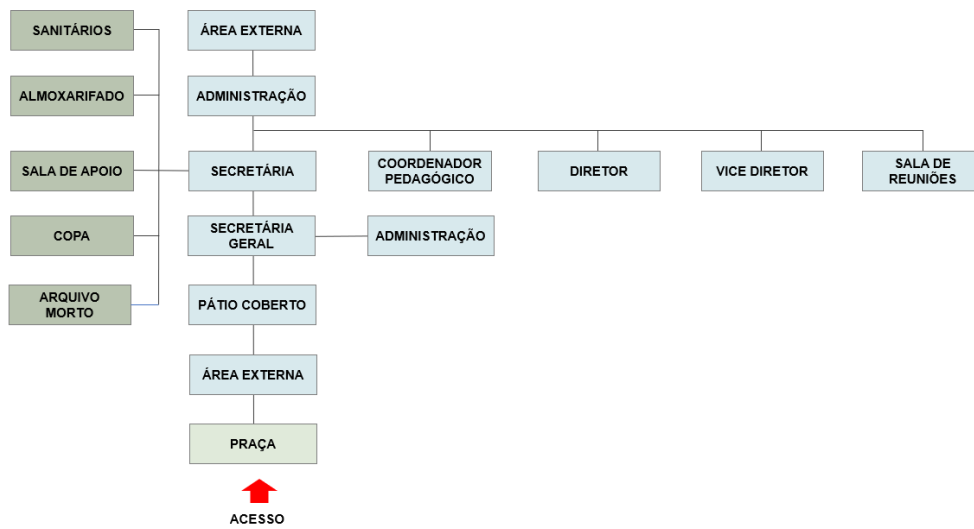 SANITÁRIOS
ÁREA EXTERNA
ALMOXARIFADO
ADMINISTRAÇÃO
SALA DE APOIO
SECRETÁRIA
COORDENADOR
PEDAGÓGICO
DIRETOR
VICE DIRETOR
SALA DE
REUNIÕES
COPA
SECRETÁRIA
GERAL
ADMINISTRAÇÃO
ARQUIVO
MORTO
PÁTIO COBERTO
ÁREA EXTERNA
PRAÇA
ACESSO